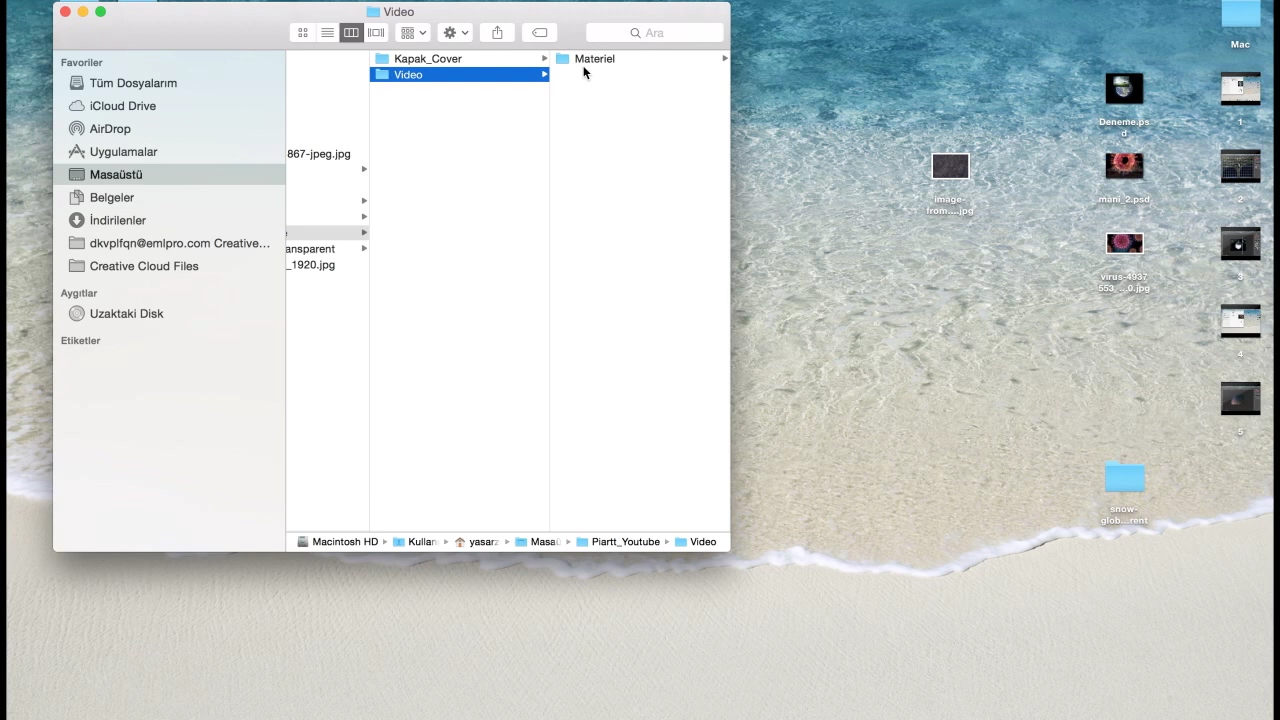 Video
Ara
Favoriler
Tüm Dosyalarım
iCloud Drive
AirDrop
Uygulamalar
Masaüstü
Belgeler
İndirilenler
dkvplfqn@emlpro.com Creative...
Creative Cloud Files
Aygıtlar
Uzaktaki Disk
Etiketler
867-jpeg.jpg
ansparent
_1920.jpg
Kapak_Cover
Video
Materiel
Macintosh HD
Kullan
yasarz
Masaü
Piartt_Youtube
Video
Mac
Deneme.ps
d
1
image-
from....jpg
mani_2.psd
2
virus-4937
553_...0.jpg
3
4
5
snow-
glob...rent